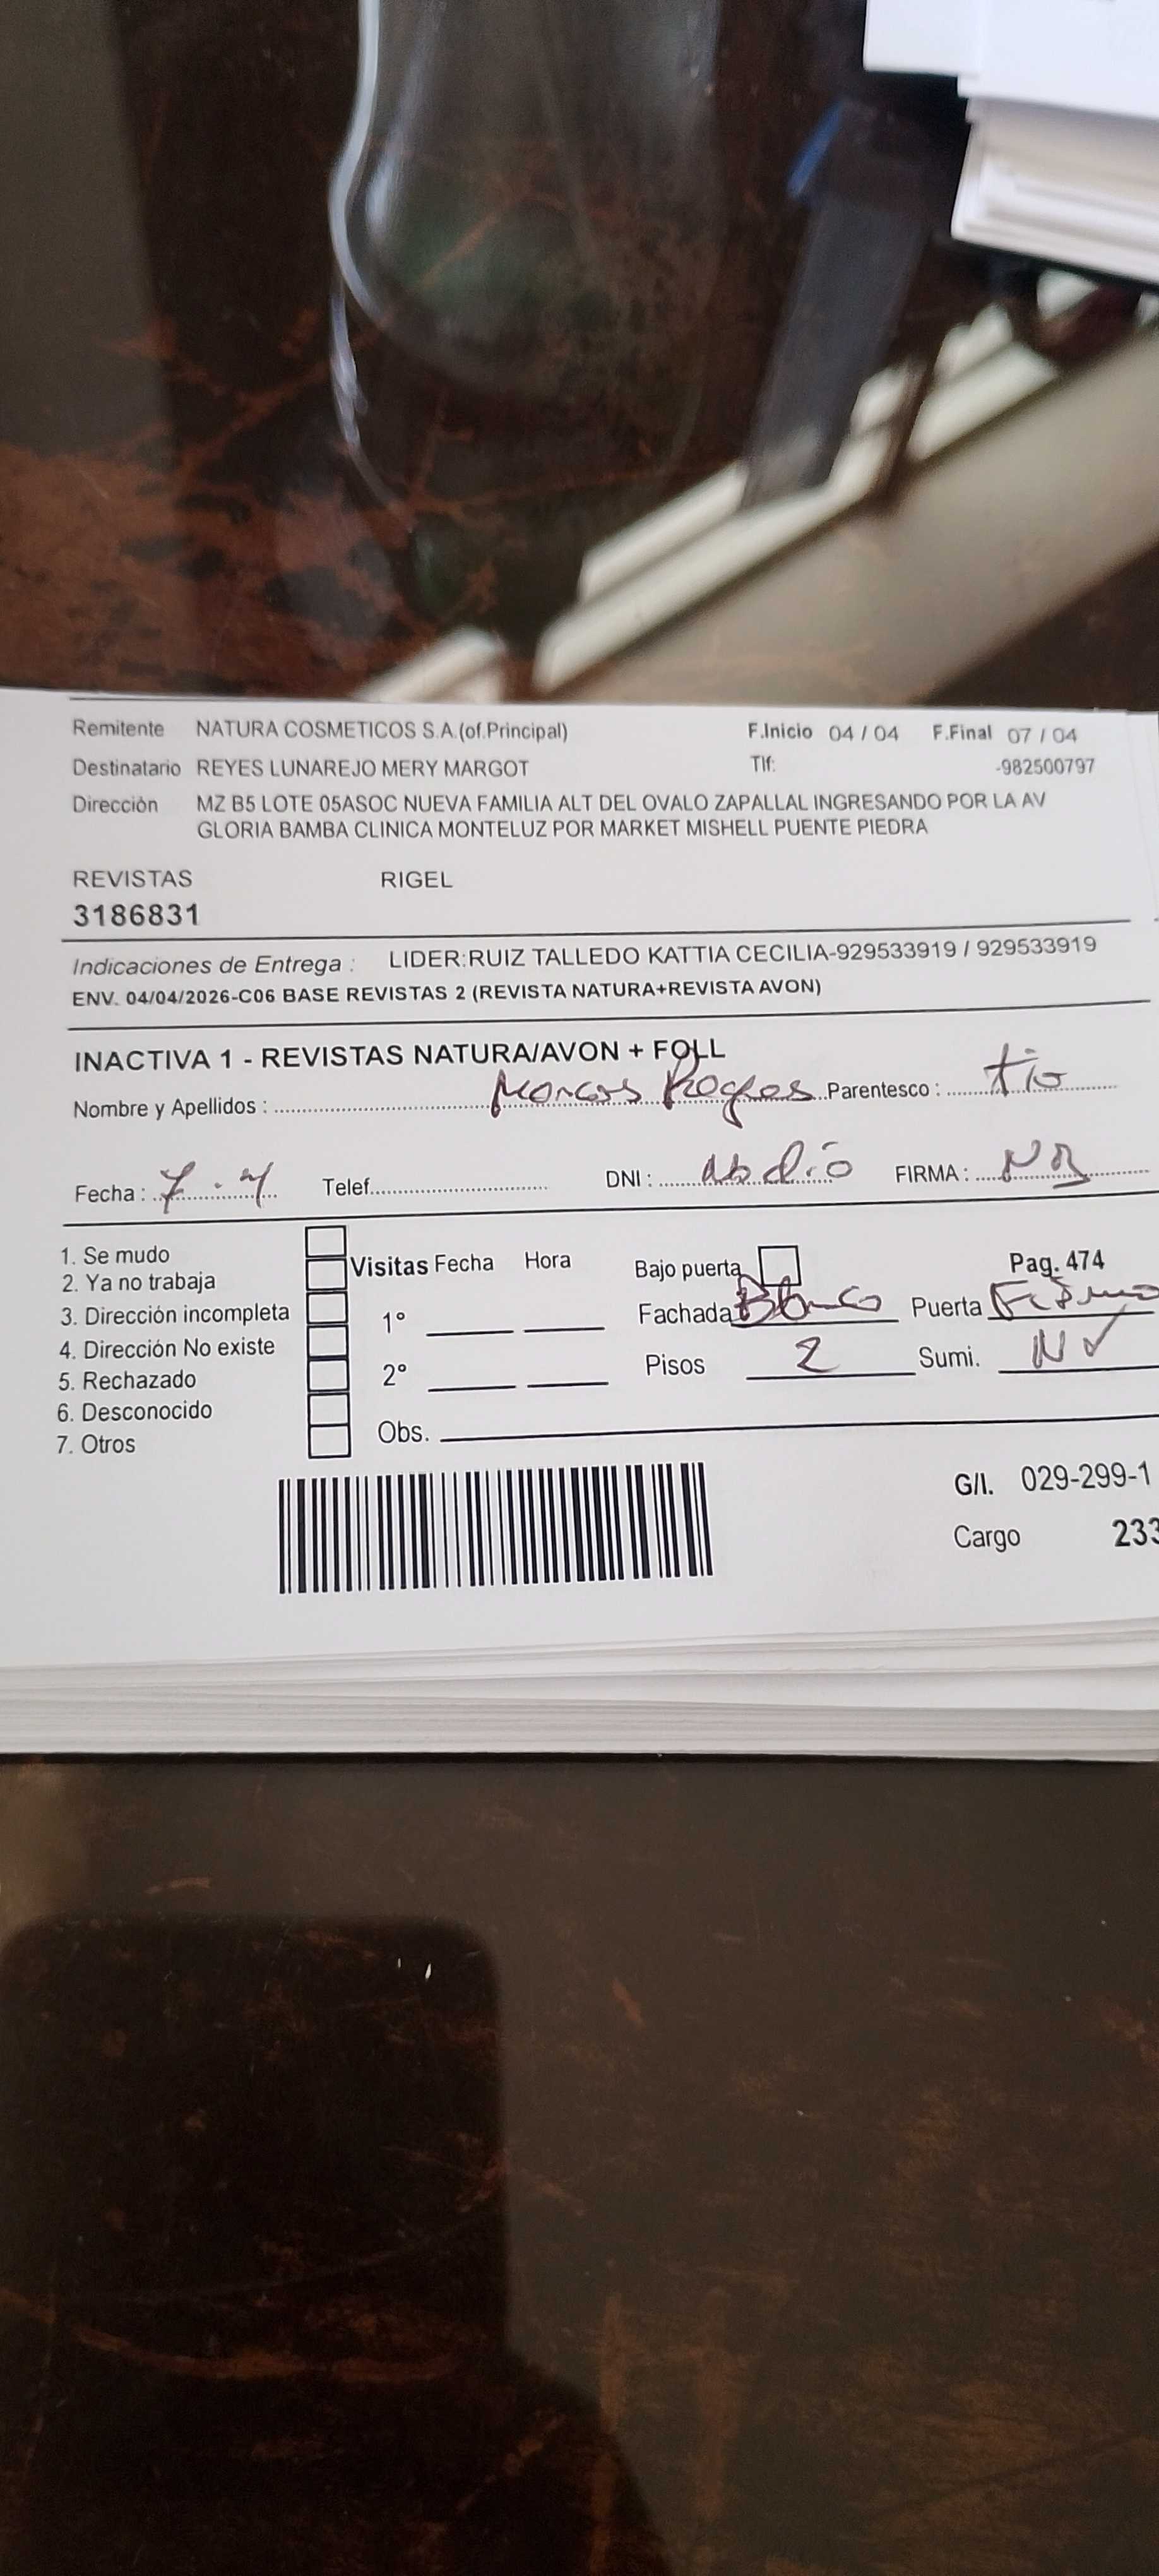 Remitente NATURA COSMETICOS S.A.(of.Principal) F.Inicio 04 / 04 F.Final 07 / 04
Destinatario REYES LUNAREJO MERY MARGOT Tlf: -982500797
Dirección MZ B5 LOTE 05ASOC NUEVA FAMILIA ALT DEL OVALO ZAPALLAL INGRESANDO POR LA AV
GLORIA BAMBA CLINICA MONTELUZ POR MARKET MISHELL PUENTE PIEDRA
REVISTAS RIGEL
3186831
Indicaciones de Entrega : LIDER:RUIZ TALLEDO KATTIA CECILIA-929533919 / 929533919
ENV. 04/04/2026-C06 BASE REVISTAS 2 (REVISTA NATURA+REVISTA AVON)
INACTIVA 1 - REVISTAS NATURA/AVON + FOLL
Nombre y Apellidos : Marcos Parentesco : tio
Fecha : 7 . 4 Telef. DNI : no dio FIRMA :
1. Se mudo
2. Ya no trabaja
3. Dirección incompleta
4. Dirección No existe
5. Rechazado
6. Desconocido
7. Otros
Visitas Fecha Hora
1°
2°
Obs.
Bajo puerta Pag. 474
Fachada Blanco Puerta
Pisos 2 Sumi. NV
G/I. 029-299-1
Cargo 233